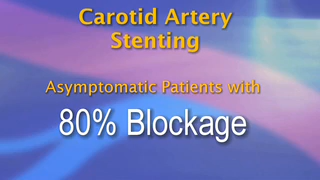 Carotid Artery
Stenting
Asymptomatic Patients with
80% Blockage